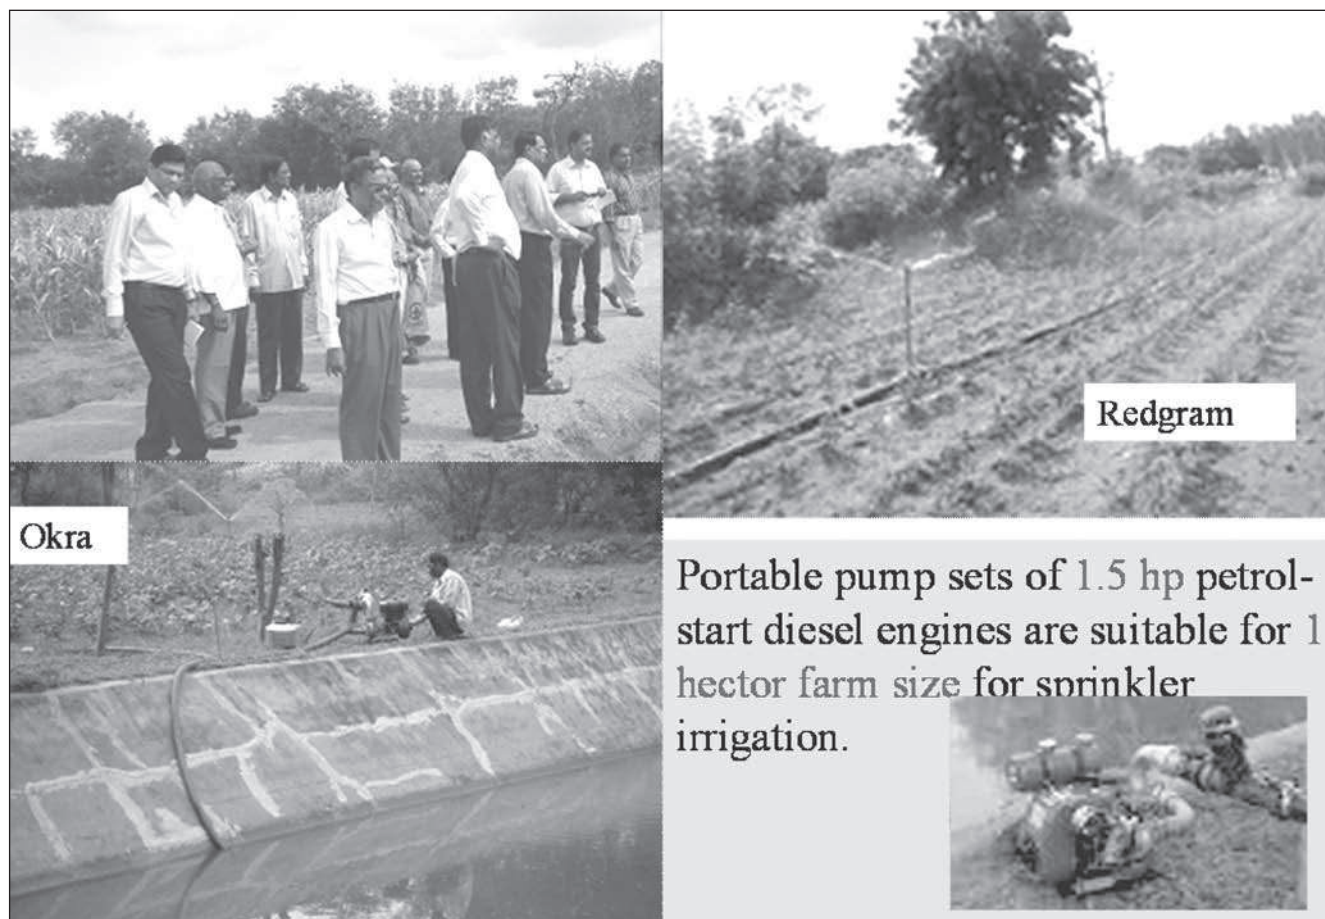 Redgram
Okra
Portable pump sets of 1.5 hp petrol-
start diesel engines are suitable for 1
hector farm size for sprinkler
irrigation.